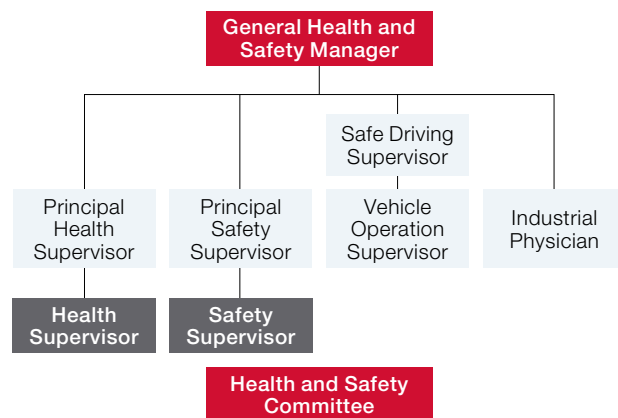 General Health and
Safety Manager
Safe Driving
Supervisor
Principal
Health
Supervisor
Principal
Safety
Supervisor
Vehicle
Operation
Supervisor
Industrial
Physician
Health
Supervisor
Safety
Supervisor
Health and Safety
Committee